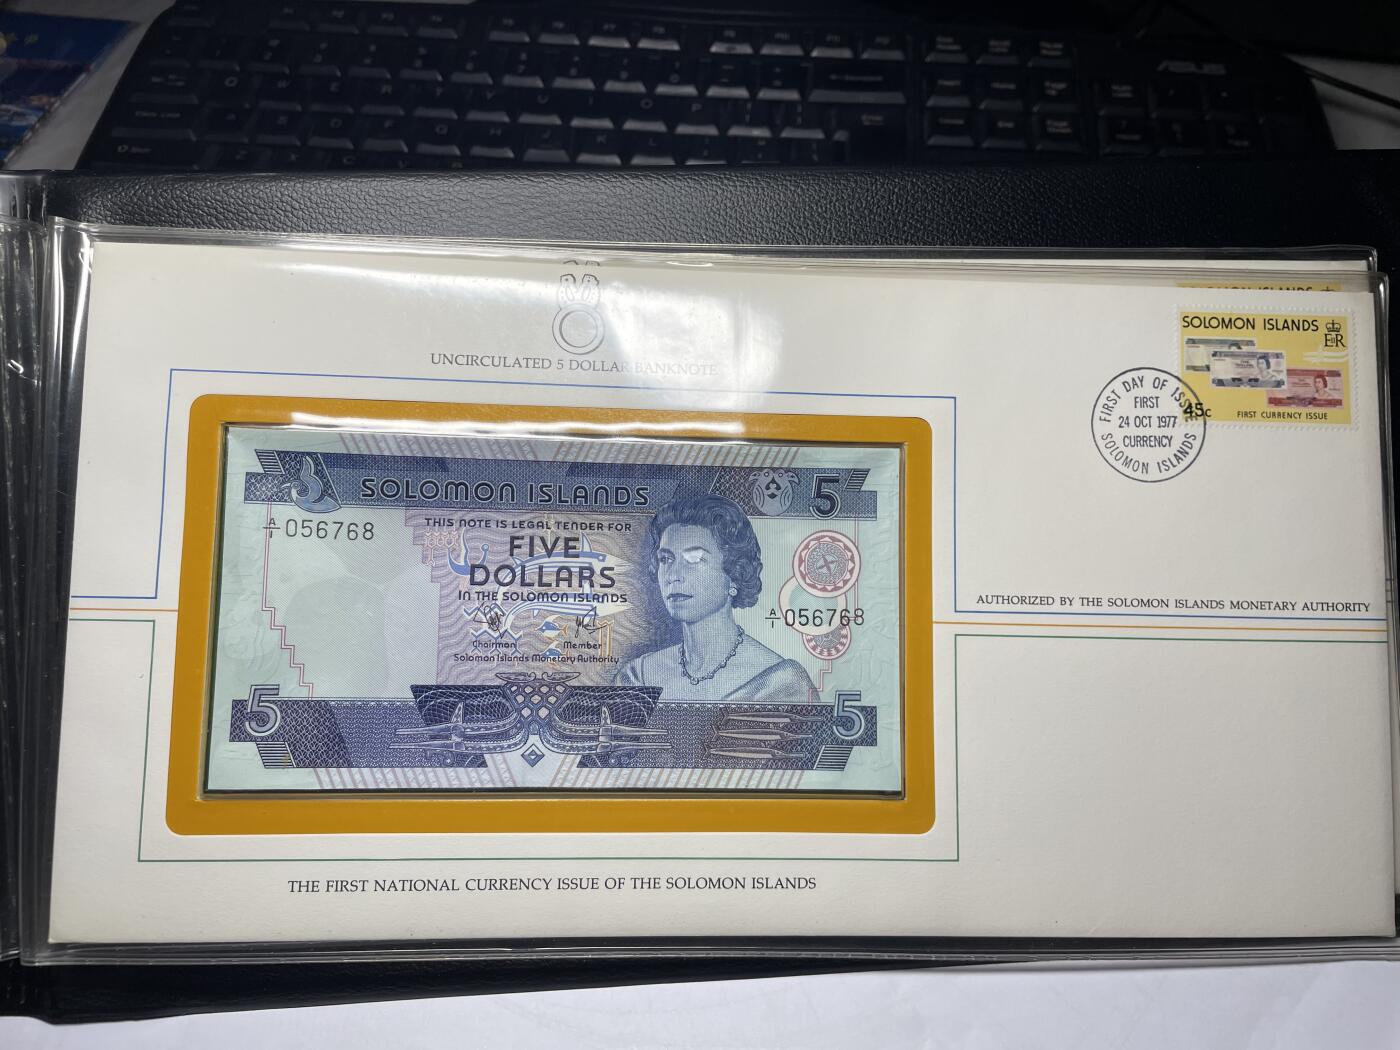 ASUS
UNCIRCULATED 5 DOLLAR BANKNOTE
SOLOMON ISLANDS
5
A/1 056768
THIS NOTE IS LEGAL TENDER FOR
FIVE
DOLLARS
IN THE SOLOMON ISLANDS
Chairman Member
Solomon Islands Monetary Authority
A/1 056768
5
5
THE FIRST NATIONAL CURRENCY ISSUE OF THE SOLOMON ISLANDS
SOLOMON ISLANDS
EIIR
45c
FIRST CURRENCY ISSUE
FIRST DAY OF ISSUE
FIRST
24 OCT 1977
CURRENCY
SOLOMON ISLANDS
AUTHORIZED BY THE SOLOMON ISLANDS MONETARY AUTHORITY